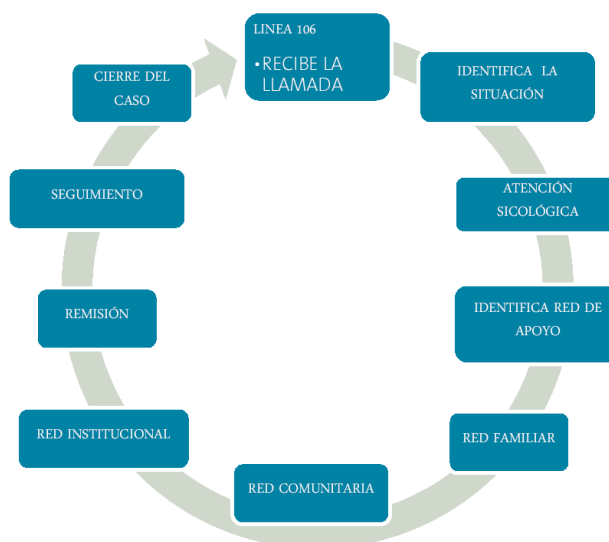 LINEA 106
•RECIBE LA
LLAMADA
IDENTIFICA LA
SITUACIÓN
ATENCIÓN
SICOLÓGICA
IDENTIFICA RED DE
APOYO
RED FAMILIAR
RED COMUNITARIA
RED INSTITUCIONAL
REMISIÓN
SEGUIMIENTO
CIERRE DEL
CASO